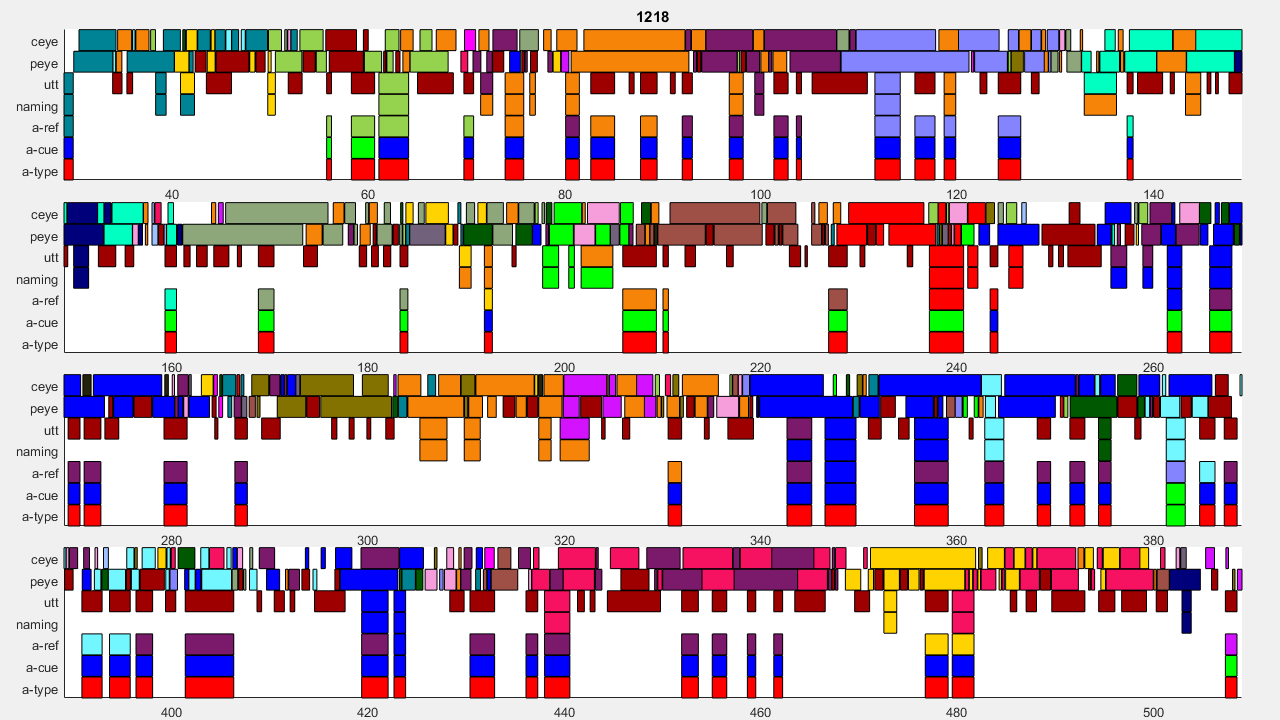 1218
ceye
peye
utt
naming
a-ref
a-cue
a-type
40 60 80 100 120 140
ceye
peye
utt
naming
a-ref
a-cue
a-type
160 180 200 220 240 260
ceye
peye
utt
naming
a-ref
a-cue
a-type
280 300 320 340 360 380
ceye
peye
utt
naming
a-ref
a-cue
a-type
400 420 440 460 480 500